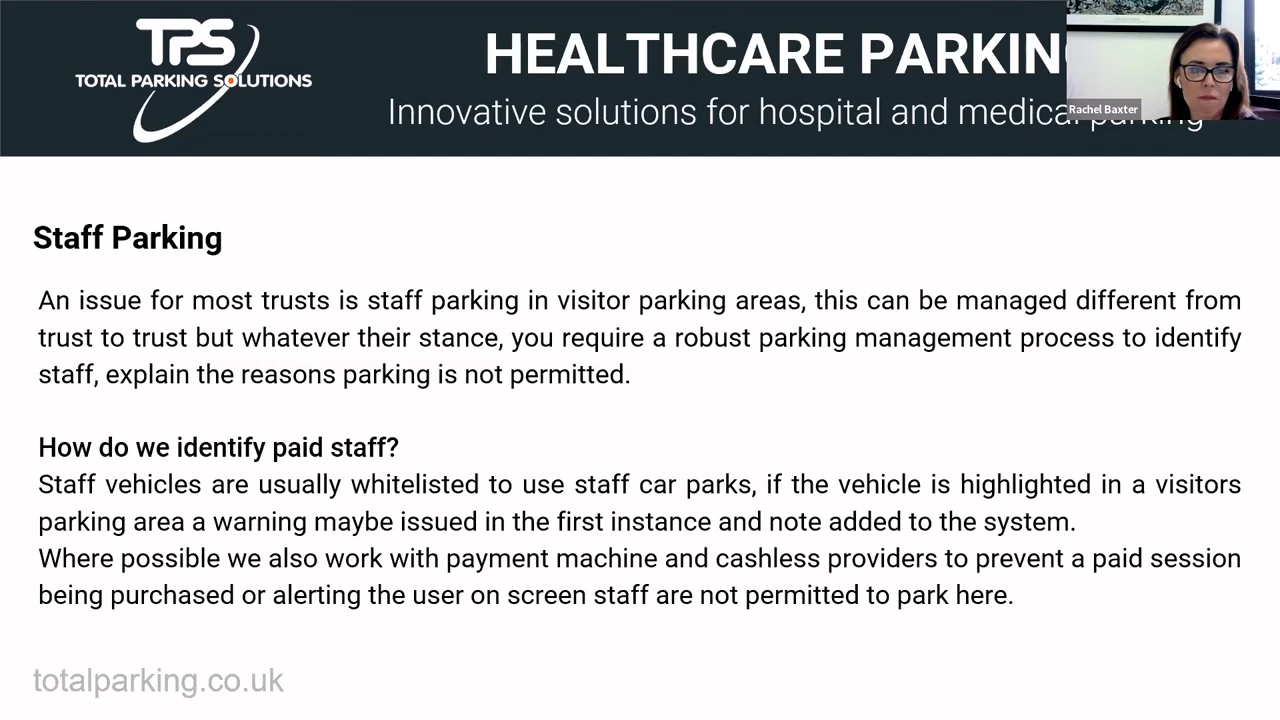 TPS
TOTAL PARKING SOLUTIONS
HEALTHCARE PARKING
Innovative solutions for hospital and medical parking
Rachel Baxter
Staff Parking
An issue for most trusts is staff parking in visitor parking areas, this can be managed different from
trust to trust but whatever their stance, you require a robust parking management process to identify
staff, explain the reasons parking is not permitted.
How do we identify paid staff?
Staff vehicles are usually whitelisted to use staff car parks, if the vehicle is highlighted in a visitors
parking area a warning maybe issued in the first instance and note added to the system.
Where possible we also work with payment machine and cashless providers to prevent a paid session
being purchased or alerting the user on screen staff are not permitted to park here.
totalparking.co.uk